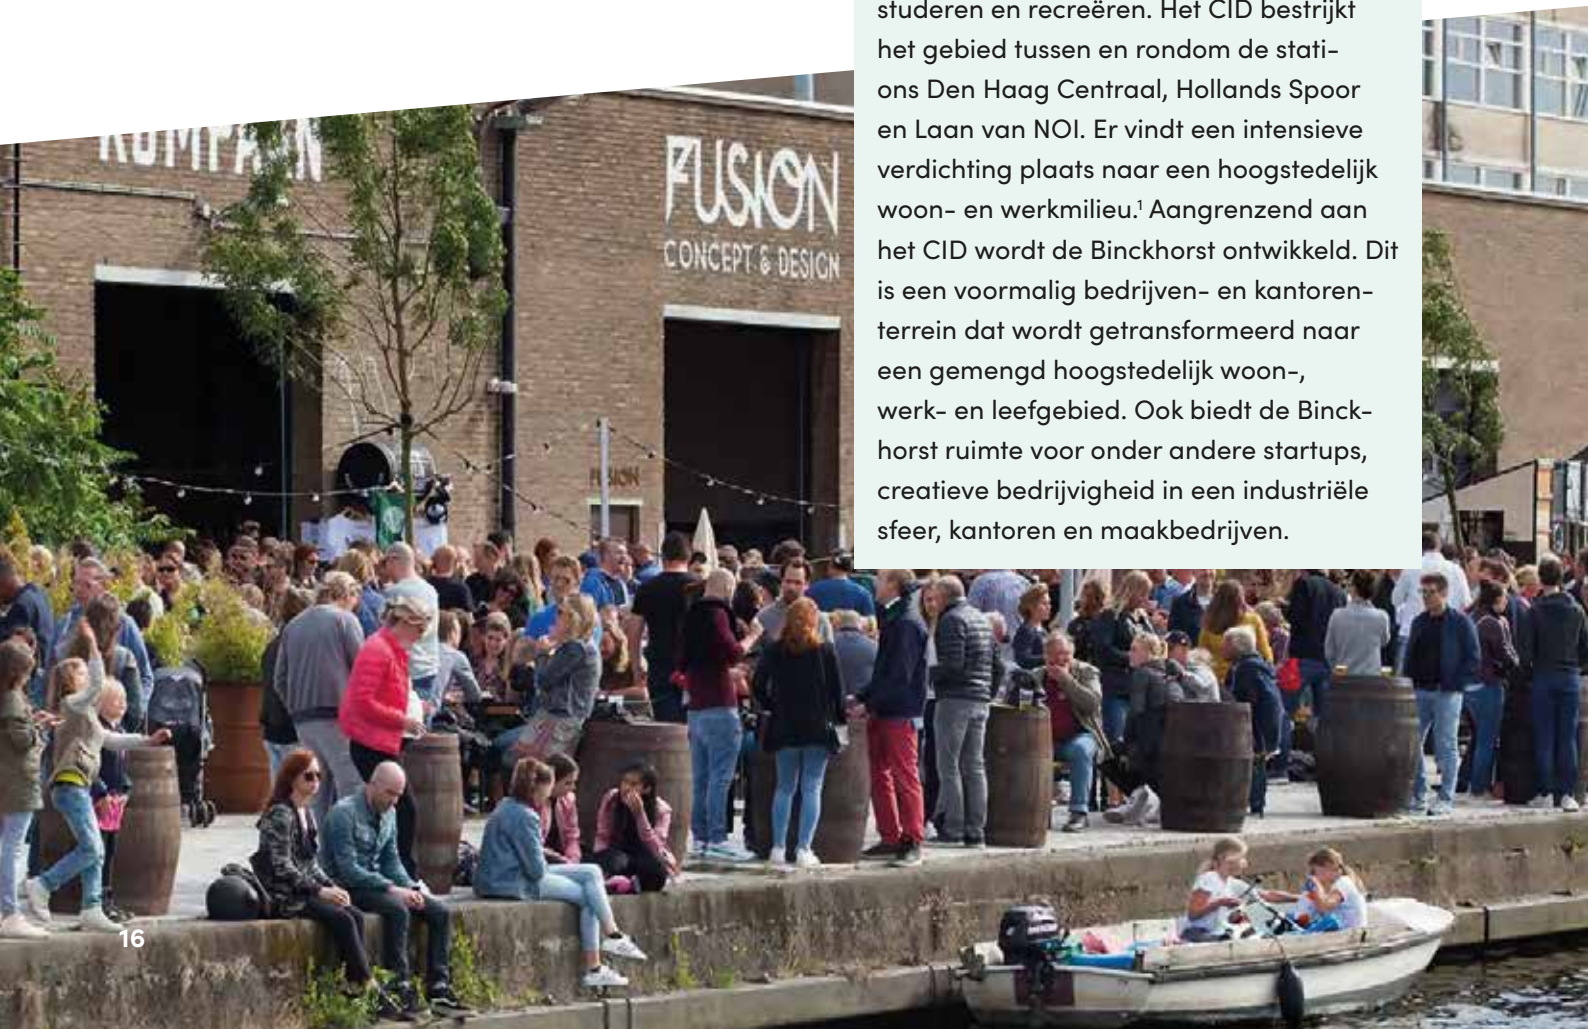 studeren en recreëren. Het CID bestrijkt
het gebied tussen en rondom de stati-
ons Den Haag Centraal, Hollands Spoor
en Laan van NOI. Er vindt een intensieve
verdichting plaats naar een hoogstedelijk
woon- en werkmilieu.¹ Aangrenzend aan
het CID wordt de Binckhorst ontwikkeld. Dit
is een voormalig bedrijven- en kantoren-
terrein dat wordt getransformeerd naar
een gemengd hoogstedelijk woon-,
werk- en leefgebied. Ook biedt de Binck-
horst ruimte voor onder andere startups,
creatieve bedrijvigheid in een industriële
sfeer, kantoren en maakbedrijven.
KOMPAAN
FUSION
CONCEPT & DESIGN
FUSION
16